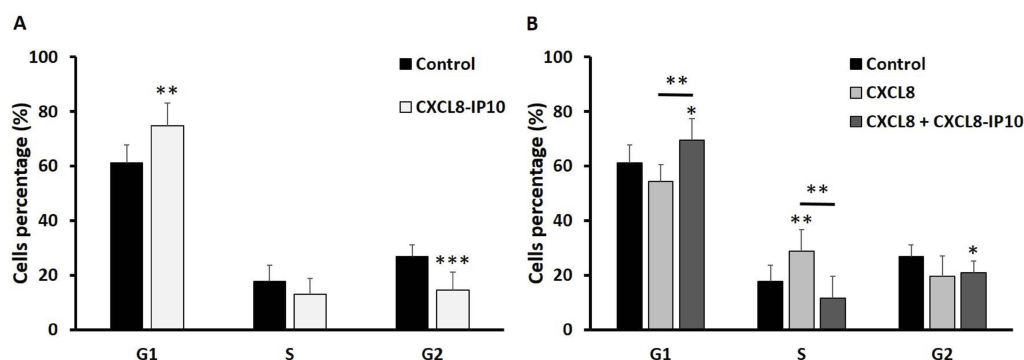 A
Cells percentage (%)
100
80
60
40
20
0
Control
CXCL8-IP10
**
***
G1 S G2
B
Cells percentage (%)
100
80
60
40
20
0
Control
CXCL8
CXCL8 + CXCL8-IP10
**
*
**
**
*
G1 S G2